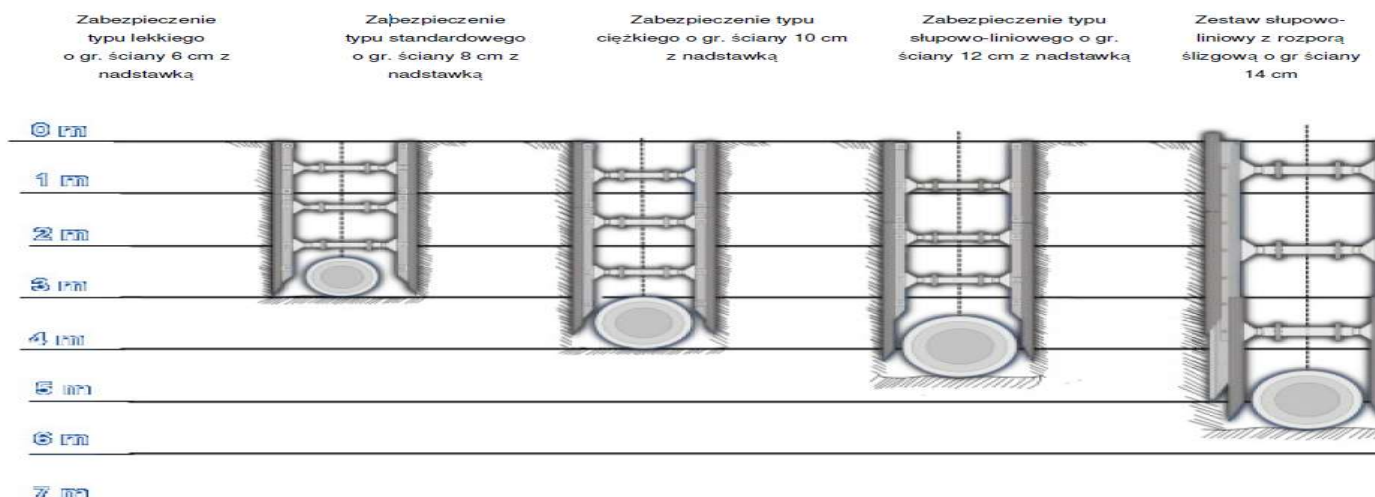 Zabezpieczenie
typu lekkiego
o gr. ściany 6 cm z
nadstawką
Zabezpieczenie
typu standardowego
o gr. ściany 8 cm z
nadstawką
Zabezpieczenie typu
ciężkiego o gr. ściany 10 cm
z nadstawką
Zabezpieczenie typu
słupowo-liniowego o gr.
ściany 12 cm z nadstawką
Zestaw słupowo-
liniowy z rozporą
ślizgową o gr ściany
14 cm
0 m
1 m
2 m
3 m
4 m
5 m
6 m
7 m